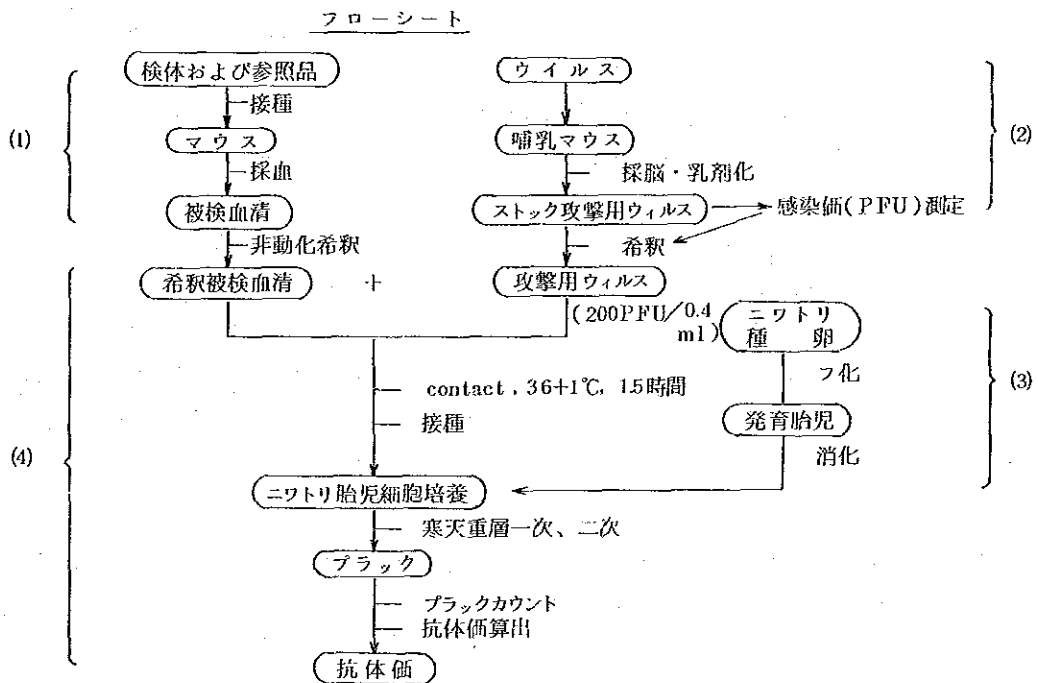 フローシート
検体および参照品
ウイルス
接種
(1)
(2)
マウス
哺乳マウス
採血
採脳・乳剤化
被検血清
ストック攻撃用ウィルス
感染価(PFU)測定
非動化希釈
希釈
希釈被検血清
+
攻撃用ウィルス
(200PFU/0.4
ml)
ニワトリ
種 卵
フ化
(3)
contact, 36+1℃, 1.5時間
接種
発育胎児
(4)
消化
ニワトリ胎児細胞培養
寒天重層一次、二次
プラック
プラックカウント
抗体価算出
抗体価